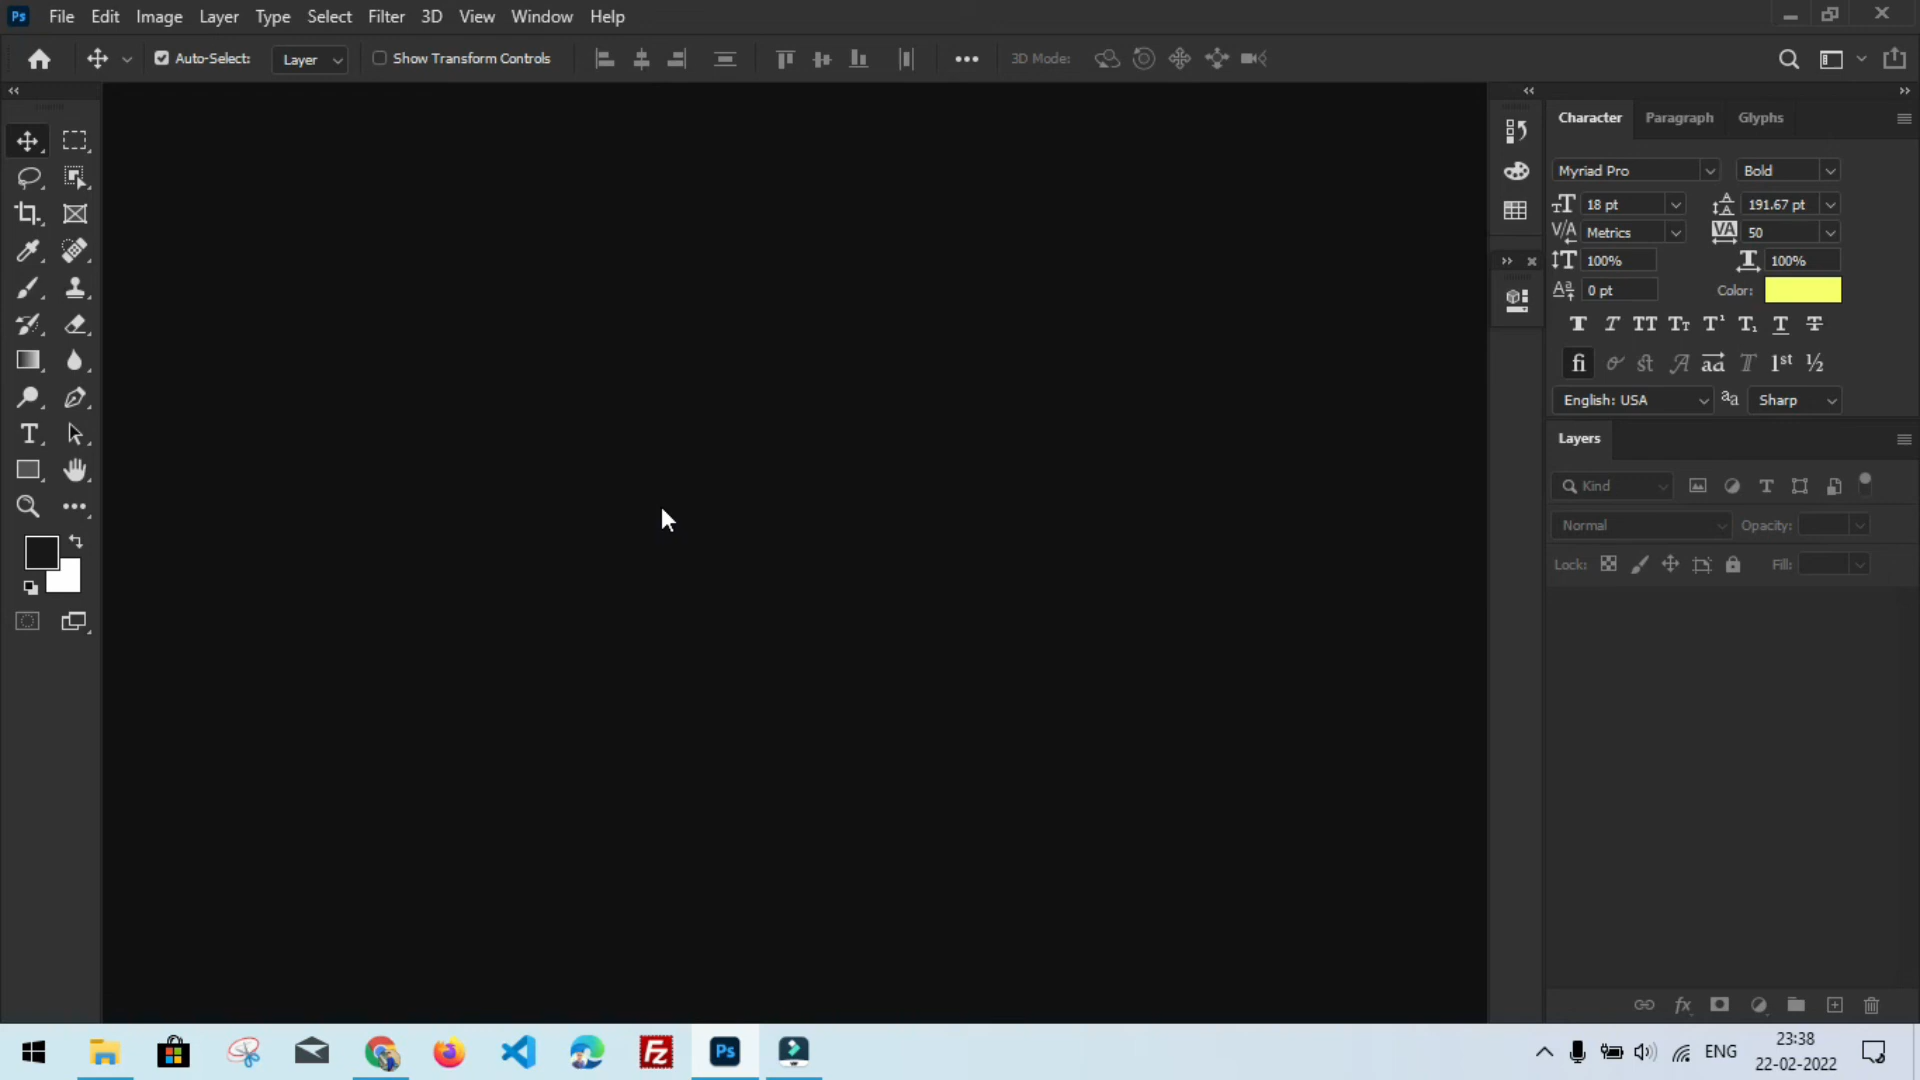 Ps File Edit Image Layer Type Select Filter 3D View Window Help
Auto-Select: Layer Show Transform Controls 3D Mode:
Character Paragraph Glyphs
Myriad Pro Bold
18 pt 191.67 pt
Metrics 50
100% 100%
0 pt Color:
English: USA Sharp
Layers
Kind
Normal Opacity:
Lock: Fill:
Fz Ps ENG
23:38
22-02-2022